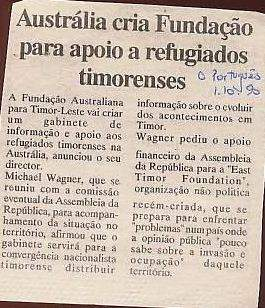 Austrália cria Fundação
para apoio a refugiados
timorenses
O Português
A Fundação Australiana
para Timor-Leste vai criar
um gabinete de
informação e apoio aos
refugiados timorenses na
Austrália, anunciou o seu
director.
Michael Wagner, que se
reuniu com a comissão
eventual da Assembleia da
República, para acompan-
hamento da situação no
território, afirmou que o
gabinete servirá para a
convergência nacionalista
timorense distribuir
informação sobre o evoluir
dos acontecimentos em
Timor.
Wagner pediu o apoio
financeiro da Assembleia
da República para a "East
Timor Foundation",
organização não política
recém-criada, que se
prepara para enfrentar
"problemas" num país onde
a opinião pública "pouco
sabe sobre a invasão e
ocupação" daquele
território.